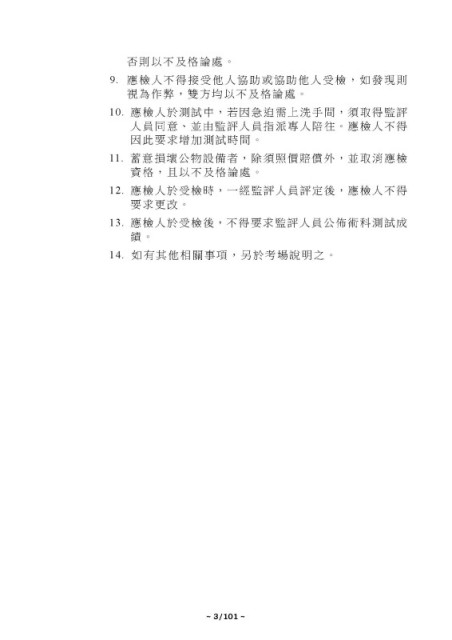 否則以不及格論處。
9. 應檢人不得接受他人協助或協助他人受檢，如發現則
視為作弊，雙方均以不及格論處。
10. 應檢人於測試中，若因急迫需上洗手間，須取得監評
人員同意、並由監評人員指派專人陪往。應檢人不得
因此要求增加測試時間。
11. 蓄意損壞公物設備者，除須照價賠償外，並取消應檢
資格，且以不及格論處。
12. 應檢人於受檢時，一經監評人員評定後，應檢人不得
要求更改。
13. 應檢人於受檢後，不得要求監評人員公佈術科測試成
績。
14. 如有其他相關事項，另於考場說明之。
~ 3/101 ~